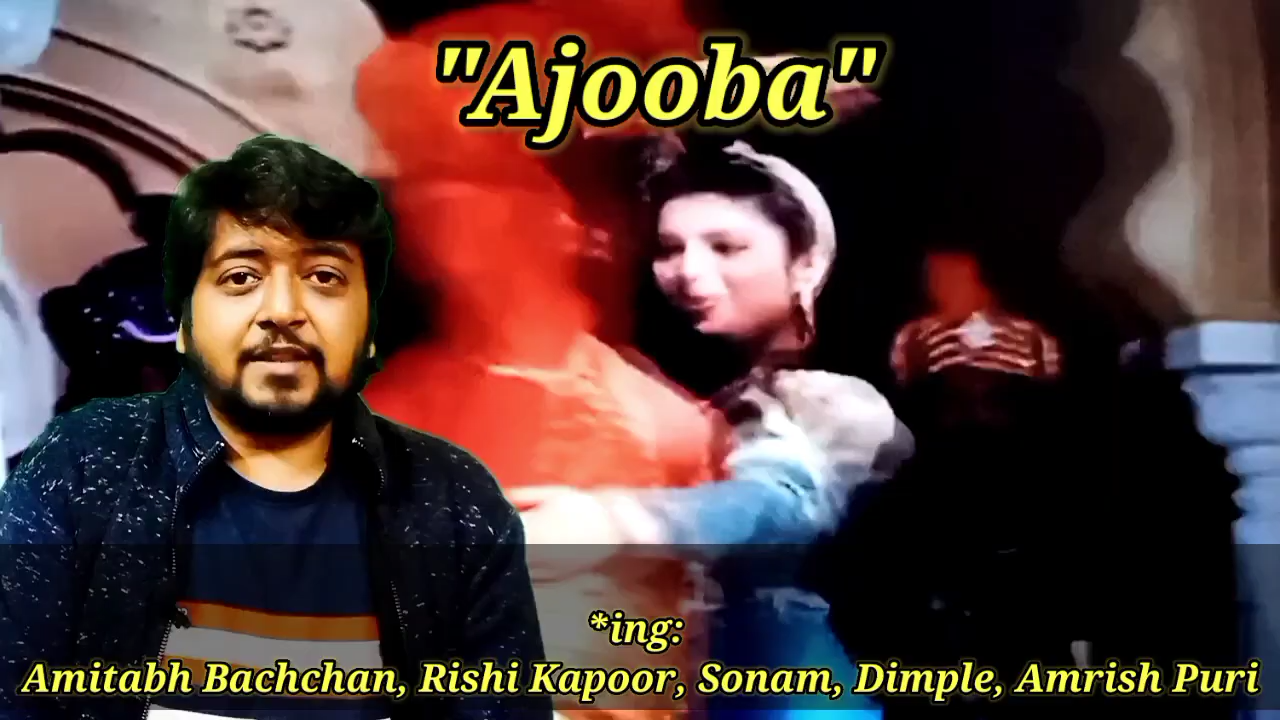 "Ajooba"
*ing:
Amitabh Bachchan, Rishi Kapoor, Sonam, Dimple, Amrish Puri